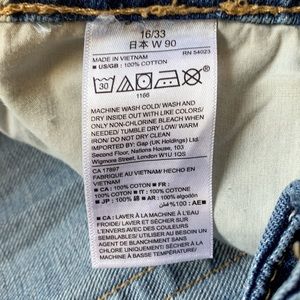 16/33
日本 W 90
MADE IN VIETNAM RN 54023
■ US/GB : 100% COTTON
30
1166
MACHINE WASH COLD/ WASH AND
DRY INSIDE OUT WITH LIKE COLORS/
ONLY NON-CHLORINE BLEACH WHEN
NEEDED/ TUMBLE DRY LOW/ WARM
IRON/ DO NOT DRY CLEAN
IMPORTED BY: Gap (UK Holdings) Ltd.
Second Floor, Nations House, 103
Wigmore Street, London W1U 1QS
CA 17897
FABRIQUÉ AU VIETNAM/ HECHO EN
VIETNAM
■ CA : 100% COTON ■ FR :
100% COTON ■ IT : 100% COTONE
■ JP : 綿 100% ■ AR: 100% algodón
■ AE
■ CA : LAVER À LA MACHINE À
L'EAU FROIDE/ LAVER ET SÉCHER SUR
L'ENVERS AVEC DES COULEURS
SEMBLABLES/ UTILISER AU BESOIN UN
AGENT DE BLANCHIMENT SANS
CHLORE UNIQUEMENT/ SÉCHAGE
MACHINE À BASSE TEMPÉRATURE/